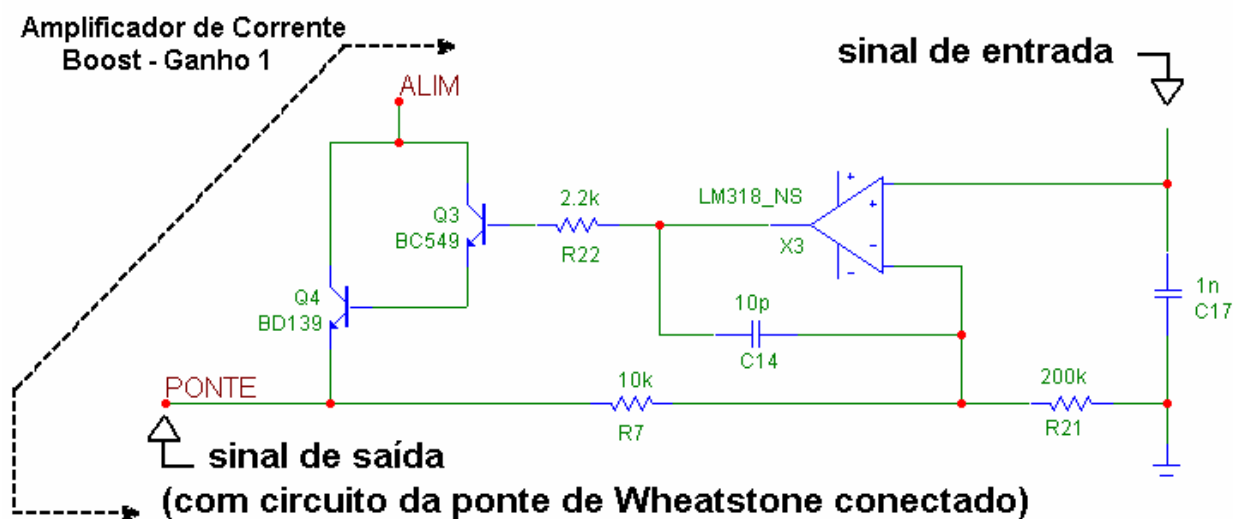 Amplificador de Corrente
Boost - Ganho 1
sinal de entrada
ALIM
Q3
BC549
2.2k
R22
LM318_NS
+
+
-
-
X3
Q4
BD139
10p
C14
1n
C17
PONTE
10k
R7
200k
R21
sinal de saída
(com circuito da ponte de Wheatstone conectado)